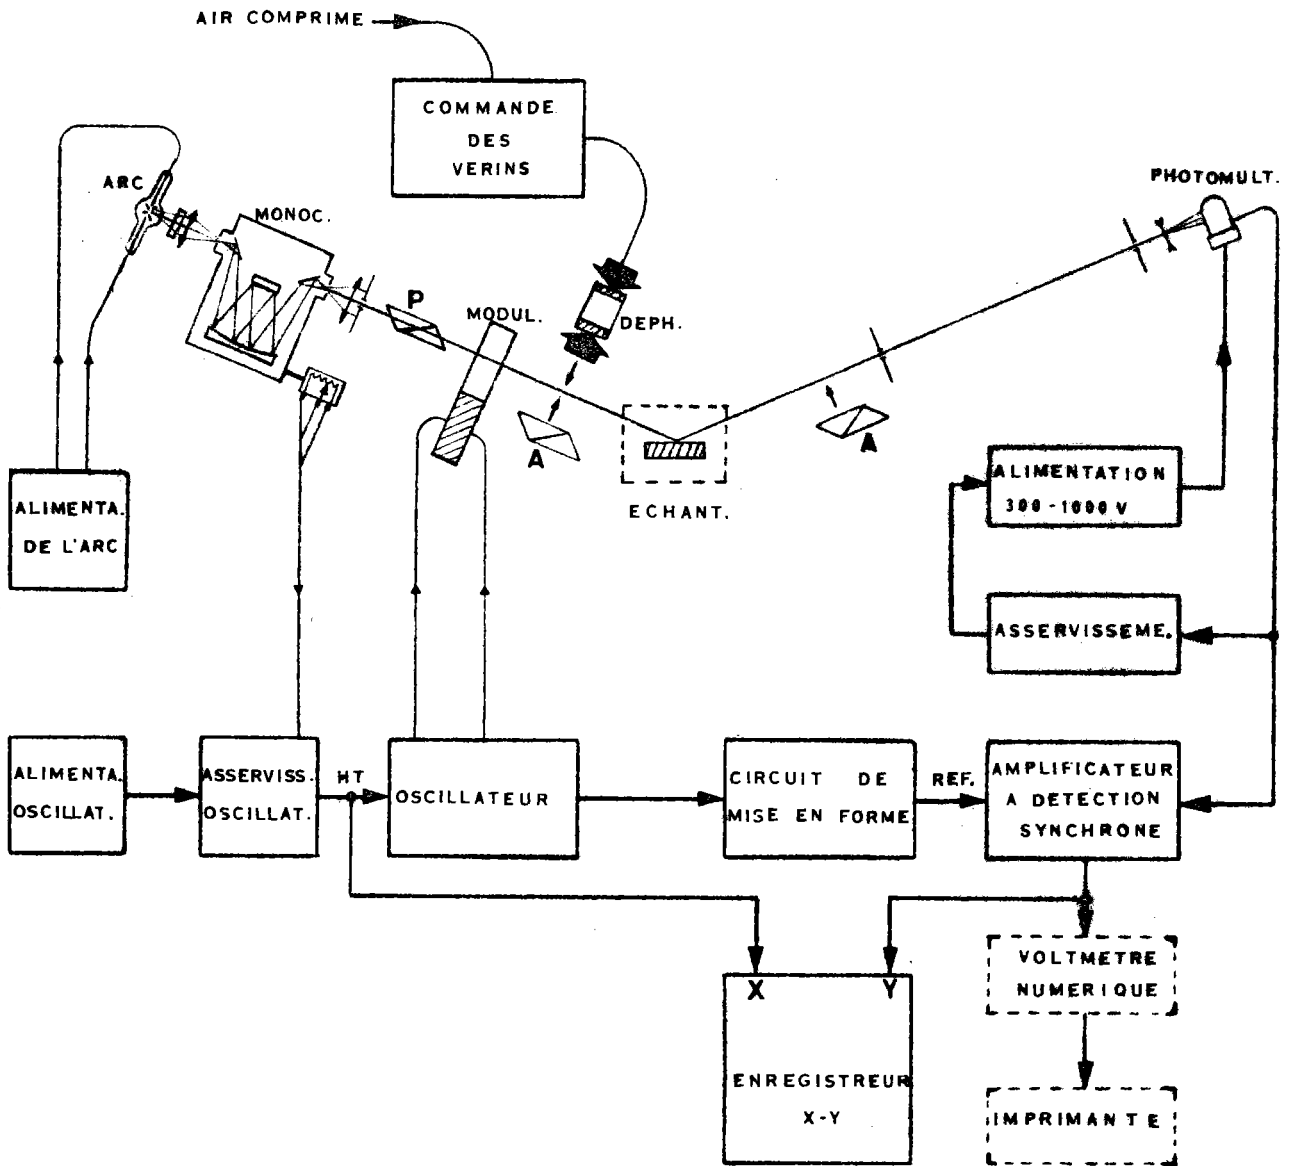 AIR COMPRIME
COMMANDE
DES
VERINS
ARC
MONOC.
PHOTOMULT.
P
MODUL.
DEPH.
A
A
ECHANT.
ALIMENTA.
DE L'ARC
ALIMENTATION
300-1000 V
ASSERVISSEME.
ALIMENTA.
OSCILLAT.
ASSERVISS.
OSCILLAT.
HT
OSCILLATEUR
CIRCUIT DE
MISE EN FORME
REF.
AMPLIFICATEUR
A DETECTION
SYNCHRONE
X
Y
ENREGISTREUR
X-Y
VOLTMETRE
NUMERIQUE
IMPRIMANTE